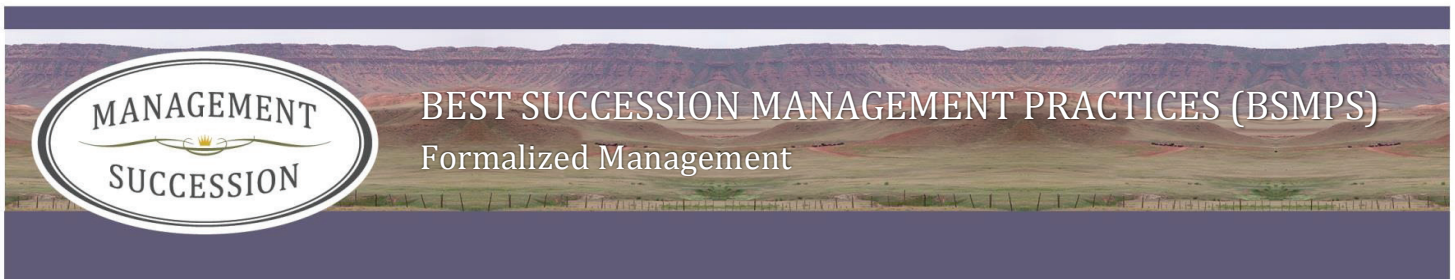 MANAGEMENT
SUCCESSION
BEST SUCCESSION MANAGEMENT PRACTICES (BSMPS)
Formalized Management